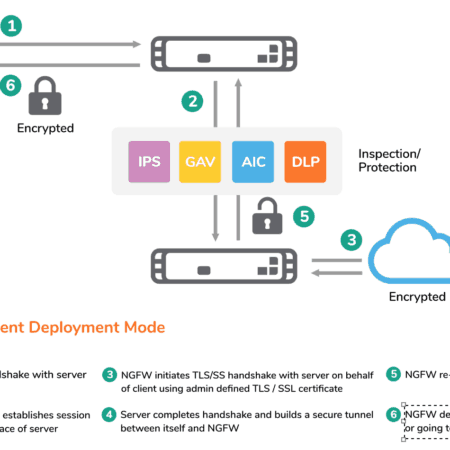 1
6
Encrypted
2
IPS
GAV
AIC
DLP
Inspection/
Protection
5
3
Encrypted
ent Deployment Mode
dshake with server
establishes session
ace of server
3 NGFW initiates TLS/SS handshake with server on behalf
of client using admin defined TLS / SSL certificate
4 Server completes handshake and builds a secure tunnel
between itself and NGFW
5 NGFW re-
6 NGFW de
or going to